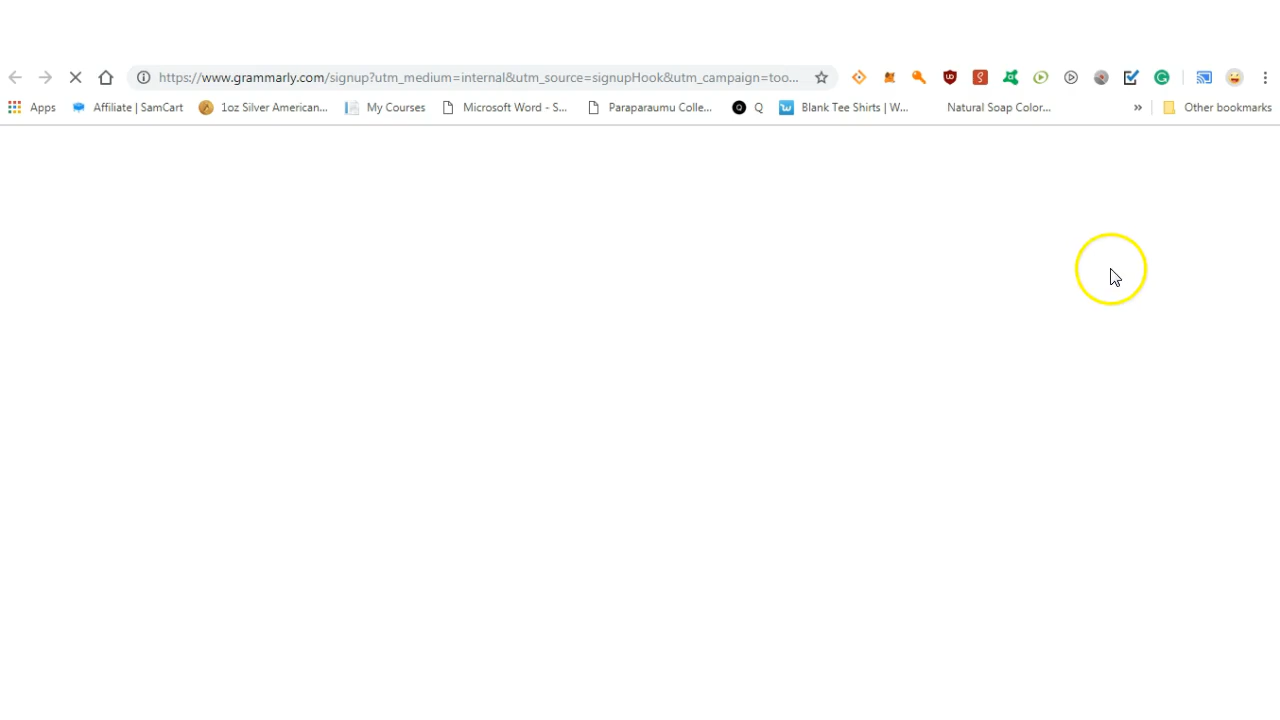 https://www.grammarly.com/signup?utm_medium=internal&utm_source=signupHook&utm_campaign=too...
Apps Affiliate | SamCart 1oz Silver American... My Courses Microsoft Word - S... Paraparaumu Colle... Q Blank Tee Shirts | W... Natural Soap Color... » Other bookmarks